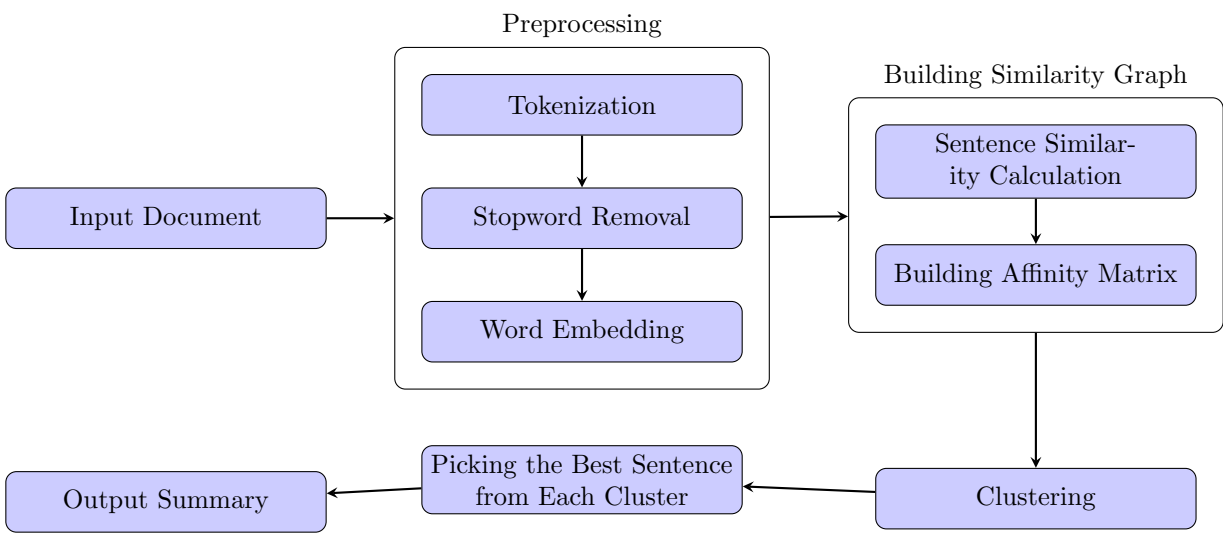 Preprocessing
Tokenization
Stopword Removal
Word Embedding
Input Document
Building Similarity Graph
Sentence Similar-
ity Calculation
Building Affinity Matrix
Clustering
Picking the Best Sentence
from Each Cluster
Output Summary